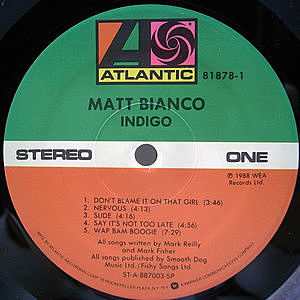 ATLANTIC
81878-1
MATT BIANCO
INDIGO
STEREO
ONE
℗ 1988 WEA
Records Ltd.
1. DON'T BLAME IT ON THAT GIRL (3:46)
2. NERVOUS (4:13)
3. SLIDE (4:16)
4. SAY IT'S NOT TOO LATE (4:56)
5. WAP BAM BOOGIE (7:29)
All songs written by Mark Reilly
and Mark Fisher
All songs published by Smooth Dog
Music Ltd./Fishy Songs Ltd.
ST-A-887003-SP